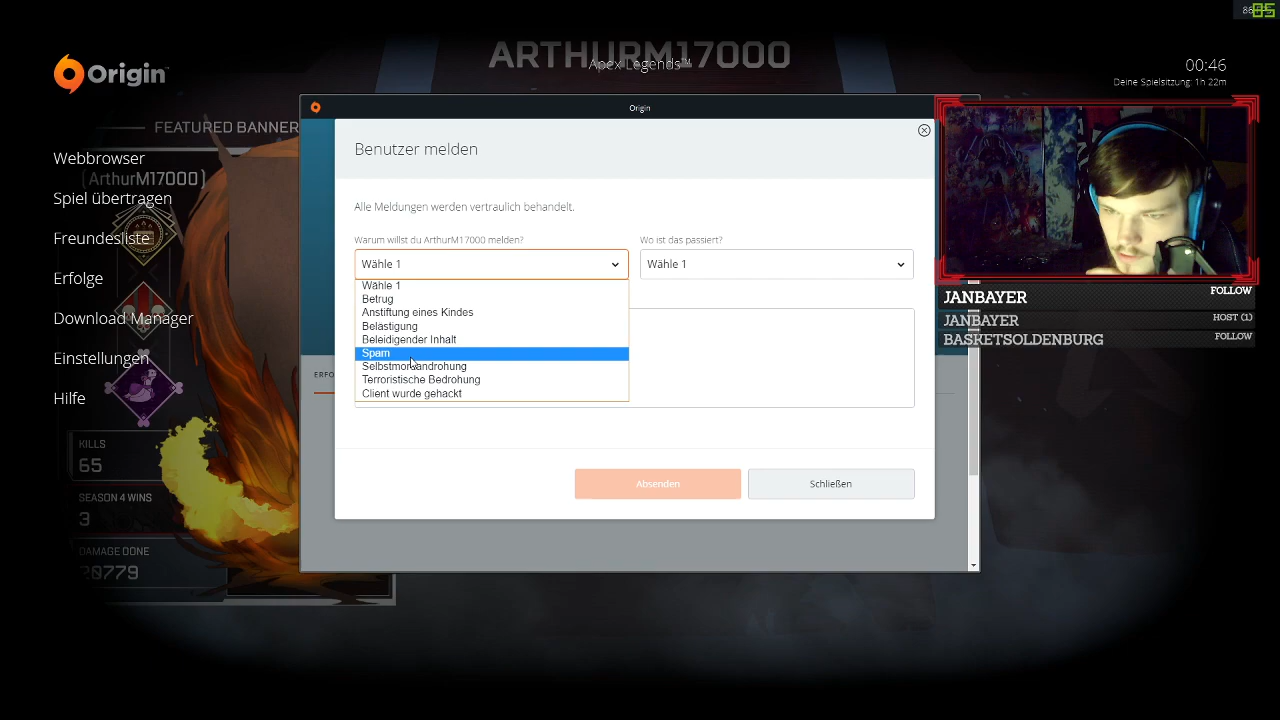 ARTHURM17000
Apex Legends™
Origin
00:46
Deine Spielsitzung: 1h 22m
FEATURED BANNER
Webbrowser
(ArthurM17000)
Spiel übertragen
Freundesliste
Erfolge
Download Manager
Einstellungen
Hilfe
KILLS
65
SEASON 4 WINS
3
DAMAGE DONE
20779
Origin
Benutzer melden
Alle Meldungen werden vertraulich behandelt.
Warum willst du ArthurM17000 melden?
Wo ist das passiert?
Wähle 1
Wähle 1
Wähle 1
Betrug
Anstiftung eines Kindes
Belästigung
Beleidigender Inhalt
Spam
Selbstmordandrohung
Terroristische Bedrohung
Client wurde gehackt
ERFO
Absenden
Schließen
JANBAYER
FOLLOW
JANBAYER
HOST (1)
BASKETSOLDENBURG
FOLLOW